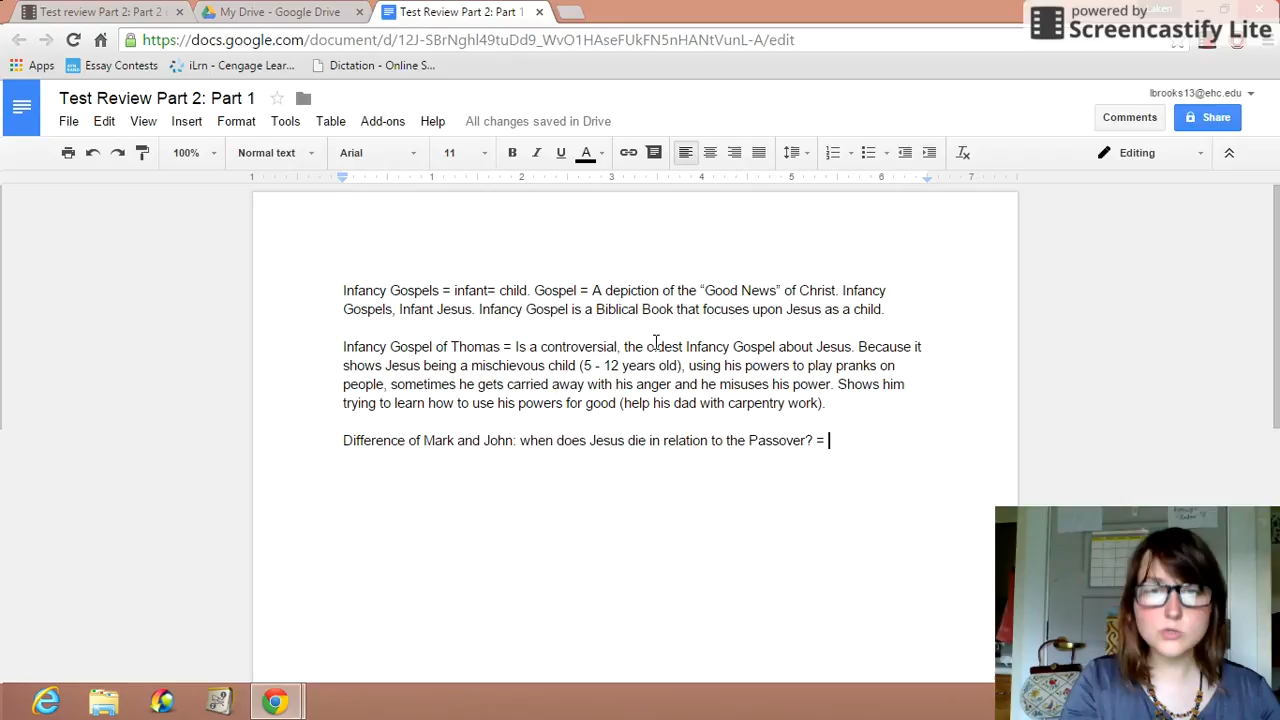 Test review Part 2: Part 2
My Drive - Google Drive
Test Review Part 2: Part 1
powered by
Screencastify Lite
Apps
Essay Contests
iLrn - Cengage Lear...
Dictation - Online S...
Test Review Part 2: Part 1
lbrooks13@ehc.edu
File Edit View Insert Format Tools Table Add-ons Help All changes saved in Drive
Comments
Share
100% Normal text Arial 11 B I U A Editing
1 1 2 3 4 5 6 7
Infancy Gospels = infant= child. Gospel = A depiction of the “Good News” of Christ. Infancy
Gospels, Infant Jesus. Infancy Gospel is a Biblical Book that focuses upon Jesus as a child.
Infancy Gospel of Thomas = Is a controversial, the oldest Infancy Gospel about Jesus. Because it
shows Jesus being a mischievous child (5 - 12 years old), using his powers to play pranks on
people, sometimes he gets carried away with his anger and he misuses his power. Shows him
trying to learn how to use his powers for good (help his dad with carpentry work).
Difference of Mark and John: when does Jesus die in relation to the Passover? =